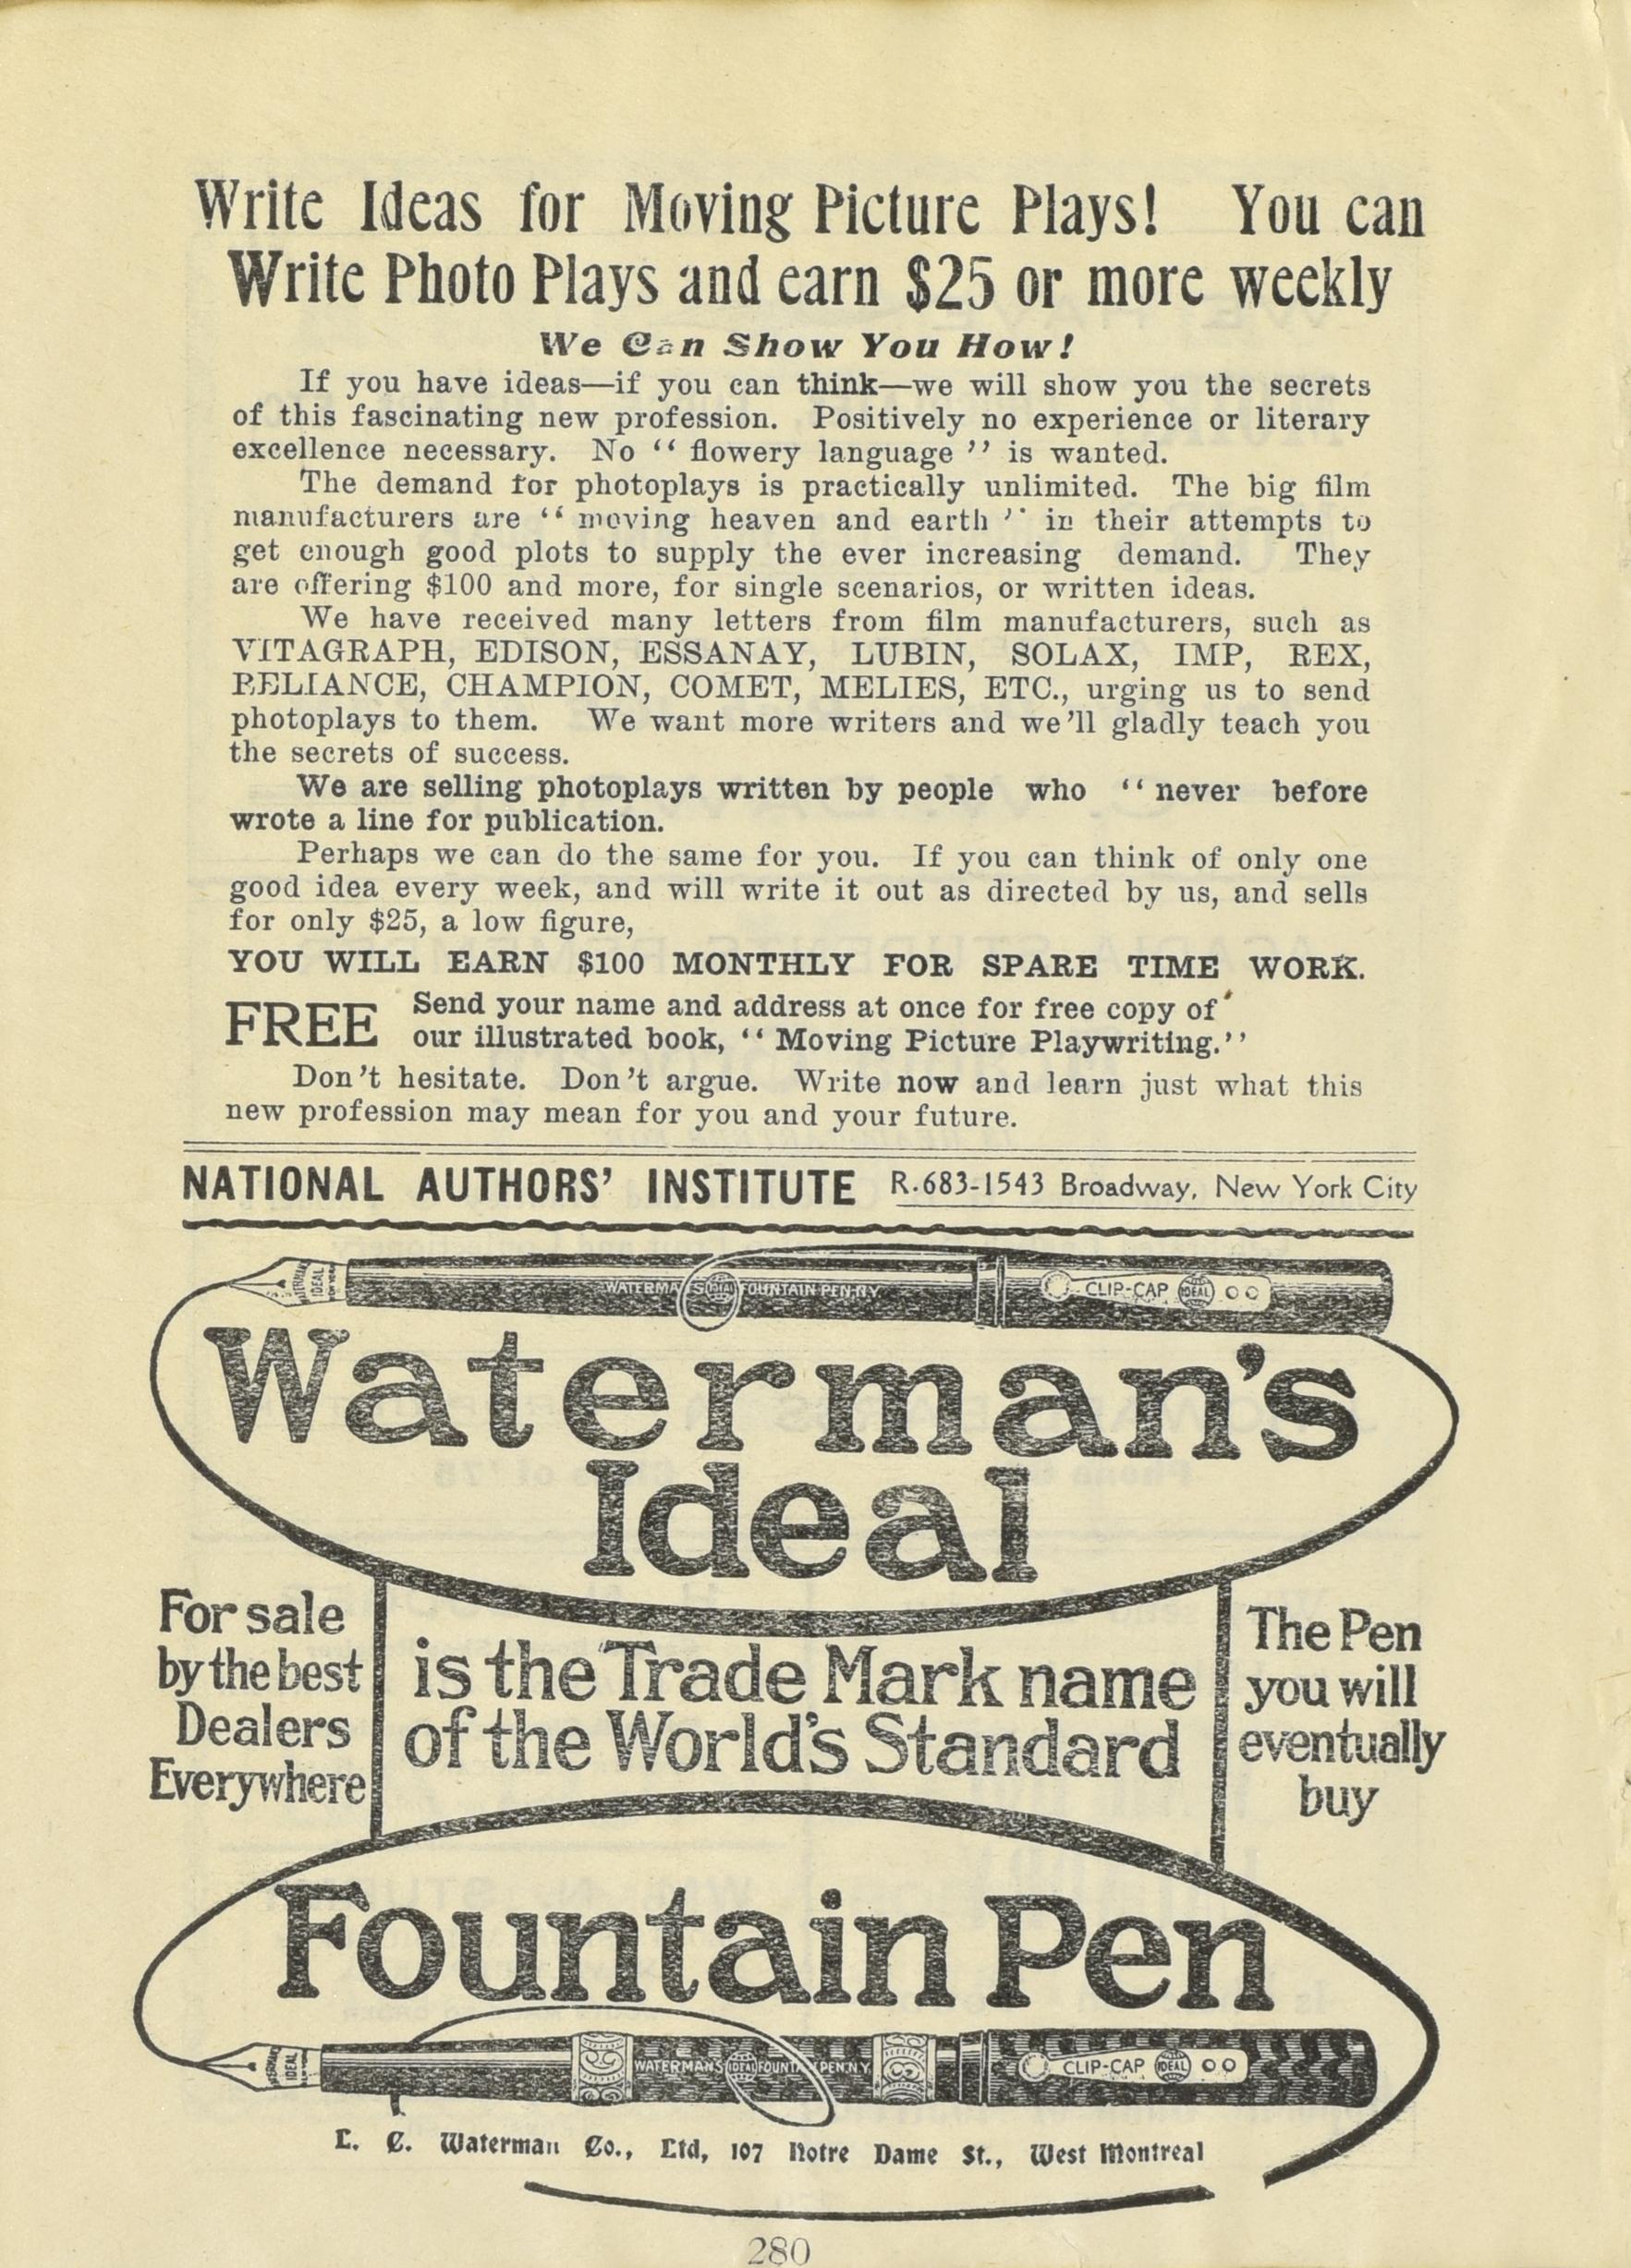 Write Ideas for Moving Picture Plays! You can
Write Photo Plays and earn $25 or more weekly
We Can Show You How!
If you have ideas—if you can think—we will show you the secrets
of this fascinating new profession. Positively no experience or literary
excellence necessary. No “ flowery language ” is wanted.
The demand for photoplays is practically unlimited. The big film
manufacturers are “ moving heaven and earth ” in their attempts to
get enough good plots to supply the ever increasing demand. They
are offering $100 and more, for single scenarios, or written ideas.
We have received many letters from film manufacturers, such as
VITAGRAPH, EDISON, ESSANAY, LUBIN, SOLAX, IMP, REX,
RELIANCE, CHAMPION, COMET, MELIES, ETC., urging us to send
photoplays to them. We want more writers and we'll gladly teach you
the secrets of success.
We are selling photoplays written by people who “ never before
wrote a line for publication.
Perhaps we can do the same for you. If you can think of only one
good idea every week, and will write it out as directed by us, and sells
for only $25, a low figure,
YOU WILL EARN $100 MONTHLY FOR SPARE TIME WORK.
FREE Send your name and address at once for free copy of
our illustrated book, “ Moving Picture Playwriting.”
Don't hesitate. Don't argue. Write now and learn just what this
new profession may mean for you and your future.
NATIONAL AUTHORS' INSTITUTE R.683-1543 Broadway, New York City
WATERMAN'S IDEAL FOUNTAIN PEN N.Y. CLIP-CAP IDEAL
Waterman's
Ideal
For sale
by the best
Dealers
Everywhere
is the Trade Mark name
of the World's Standard
The Pen
you will
eventually
buy
Fountain Pen
WATERMAN'S IDEAL FOUNTAIN PEN N.Y. CLIP-CAP IDEAL
L. E. Waterman Co., Ltd, 107 Notre Dame St., West Montreal
280